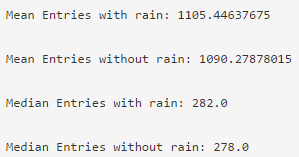 Mean Entries with rain: 1105.44637675
Mean Entries without rain: 1090.27878015
Median Entries with rain: 282.0
Median Entries without rain: 278.0